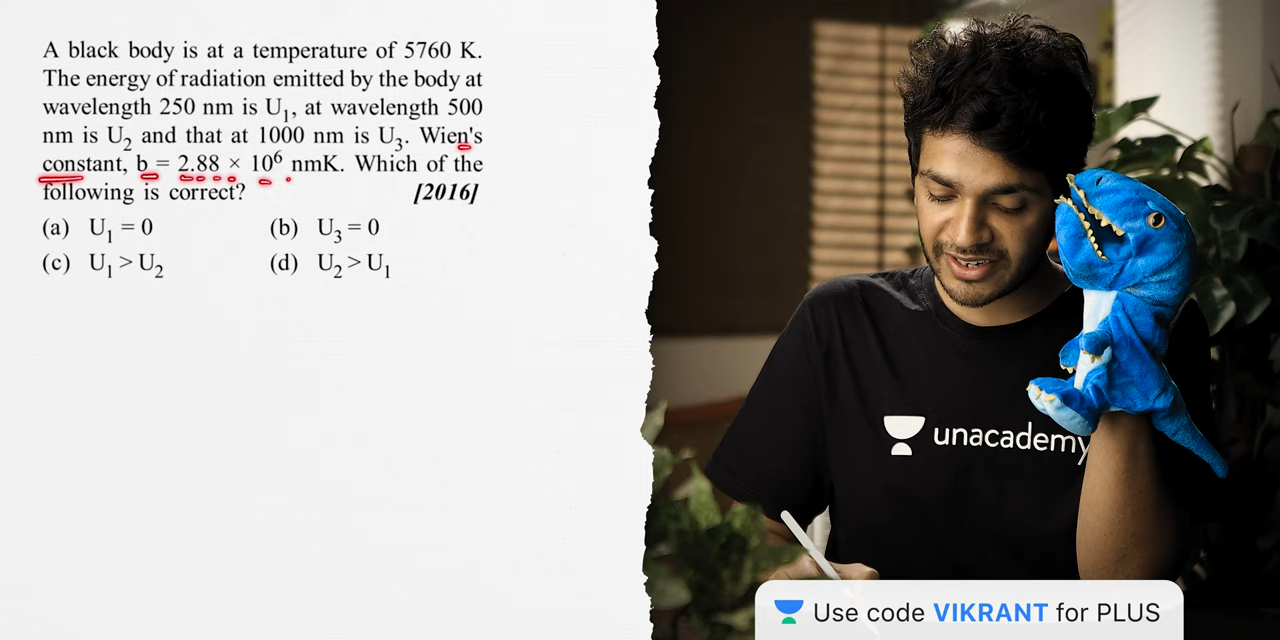 A black body is at a temperature of 5760 K.
The energy of radiation emitted by the body at
wavelength 250 nm is U₁, at wavelength 500
nm is U₂ and that at 1000 nm is U₃. Wien's
constant, b = 2.88 × 10⁶ nmK. Which of the
following is correct? [2016]
(a) U₁ = 0 (b) U₃ = 0
(c) U₁ > U₂ (d) U₂ > U₁
unacademy
Use code VIKRANT for PLUS